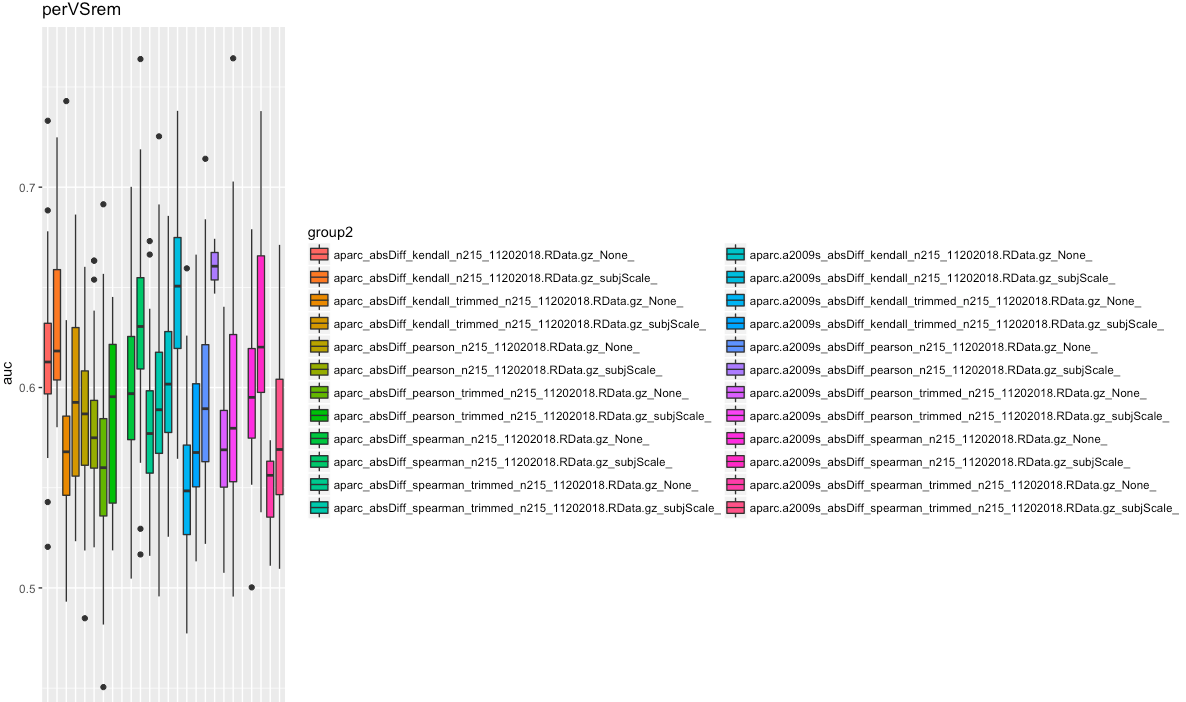 perVSrem
auc
0.7
0.6
0.5
group2
aparc_absDiff_kendall_n215_11202018.RData.gz_None_
aparc_absDiff_kendall_n215_11202018.RData.gz_subjScale_
aparc_absDiff_kendall_trimmed_n215_11202018.RData.gz_None_
aparc_absDiff_kendall_trimmed_n215_11202018.RData.gz_subjScale_
aparc_absDiff_pearson_n215_11202018.RData.gz_None_
aparc_absDiff_pearson_n215_11202018.RData.gz_subjScale_
aparc_absDiff_pearson_trimmed_n215_11202018.RData.gz_None_
aparc_absDiff_pearson_trimmed_n215_11202018.RData.gz_subjScale_
aparc_absDiff_spearman_n215_11202018.RData.gz_None_
aparc_absDiff_spearman_n215_11202018.RData.gz_subjScale_
aparc_absDiff_spearman_trimmed_n215_11202018.RData.gz_None_
aparc_absDiff_spearman_trimmed_n215_11202018.RData.gz_subjScale_
aparc.a2009s_absDiff_kendall_n215_11202018.RData.gz_None_
aparc.a2009s_absDiff_kendall_n215_11202018.RData.gz_subjScale_
aparc.a2009s_absDiff_kendall_trimmed_n215_11202018.RData.gz_None_
aparc.a2009s_absDiff_kendall_trimmed_n215_11202018.RData.gz_subjScale_
aparc.a2009s_absDiff_pearson_n215_11202018.RData.gz_None_
aparc.a2009s_absDiff_pearson_n215_11202018.RData.gz_subjScale_
aparc.a2009s_absDiff_pearson_trimmed_n215_11202018.RData.gz_None_
aparc.a2009s_absDiff_pearson_trimmed_n215_11202018.RData.gz_subjScale_
aparc.a2009s_absDiff_spearman_n215_11202018.RData.gz_None_
aparc.a2009s_absDiff_spearman_n215_11202018.RData.gz_subjScale_
aparc.a2009s_absDiff_spearman_trimmed_n215_11202018.RData.gz_None_
aparc.a2009s_absDiff_spearman_trimmed_n215_11202018.RData.gz_subjScale_